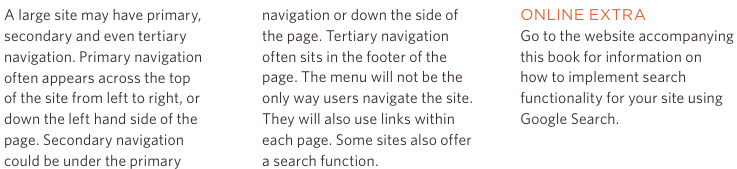 A large site may have primary,
secondary and even tertiary
navigation. Primary navigation
often appears across the top
of the site from left to right, or
down the left hand side of the
page. Secondary navigation
could be under the primary
navigation or down the side of
the page. Tertiary navigation
often sits in the footer of the
page. The menu will not be the
only way users navigate the site.
They will also use links within
each page. Some sites also offer
a search function.
ONLINE EXTRA
Go to the website accompanying
this book for information on
how to implement search
functionality for your site using
Google Search.